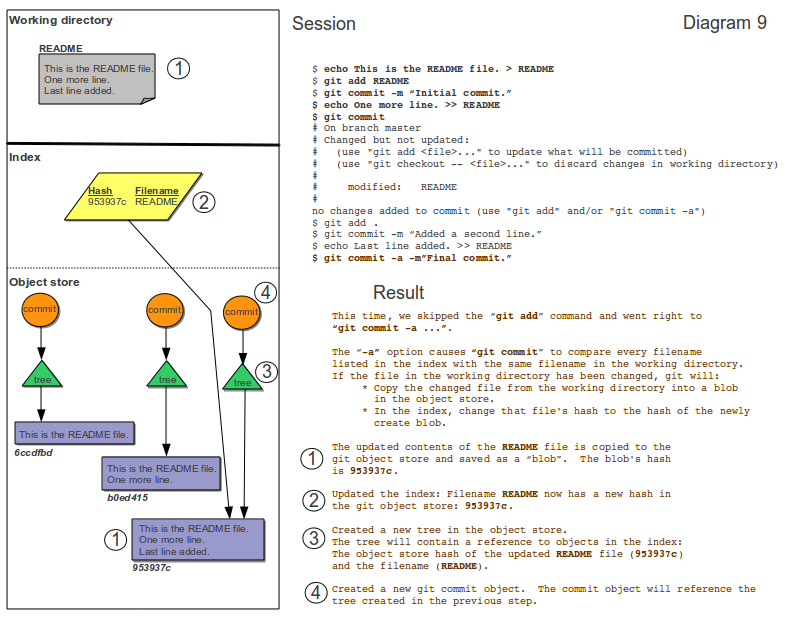 Working directory
README
This is the README file.
One more line.
Last line added.
1
Index
Hash Filename
953937c README
2
Object store
4
commit
commit
commit
3
tree
tree
tree
This is the README file.
6ccdfbd
This is the README file.
One more line.
b0ed415
1
This is the README file.
One more line.
Last line added.
953937c
Session
Diagram 9
$ echo This is the README file. > README
$ git add README
$ git commit -m “Initial commit.”
$ echo One more line. >> README
$ git commit
# On branch master
# Changed but not updated:
#   (use "git add <file>..." to update what will be committed)
#   (use "git checkout -- <file>..." to discard changes in working directory)
#
#     modified:   README
#
no changes added to commit (use "git add" and/or "git commit -a")
$ git add .
$ git commit -m “Added a second line.”
$ echo Last line added. >> README
$ git commit -a -m”Final commit.”
Result
This time, we skipped the “git add” command and went right to
“git commit -a ...”.
The “-a” option causes “git commit” to compare every filename
listed in the index with the same filename in the working directory.
If the file in the working directory has been changed, git will:
* Copy the changed file from the working directory into a blob
in the object store.
* In the index, change that file's hash to the hash of the newly
create blob.
1 The updated contents of the README file is copied to the
git object store and saved as a “blob”.  The blob's hash
is 953937c.
2 Updated the index: Filename README now has a new hash in
the git object store: 953937c.
3 Created a new tree in the object store.
The tree will contain a reference to objects in the index:
The object store hash of the updated README file (953937c)
and the filename (README).
4 Created a new git commit object.  The commit object will reference the
tree created in the previous step.